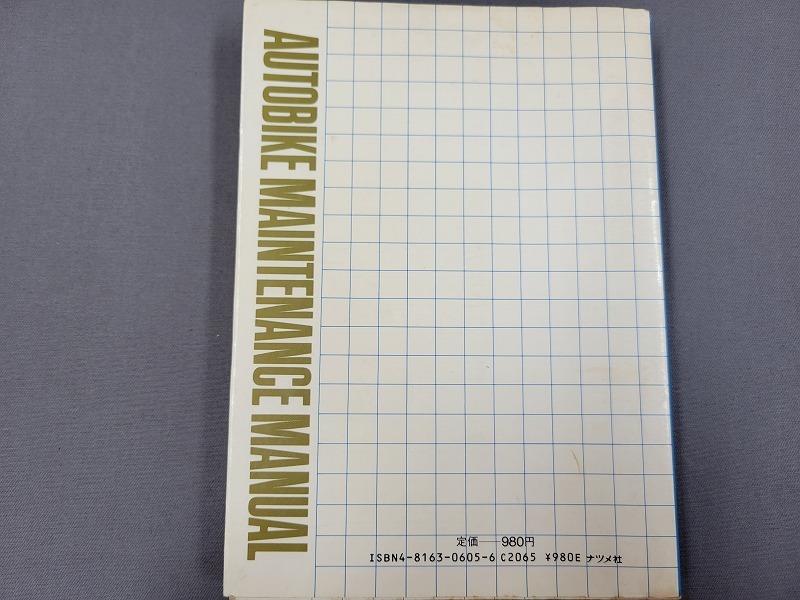 AUTOBIKE MAINTENANCE MANUAL
定価――980円
ISBN4-8163-0605-6 C2065 ¥980E ナツメ社